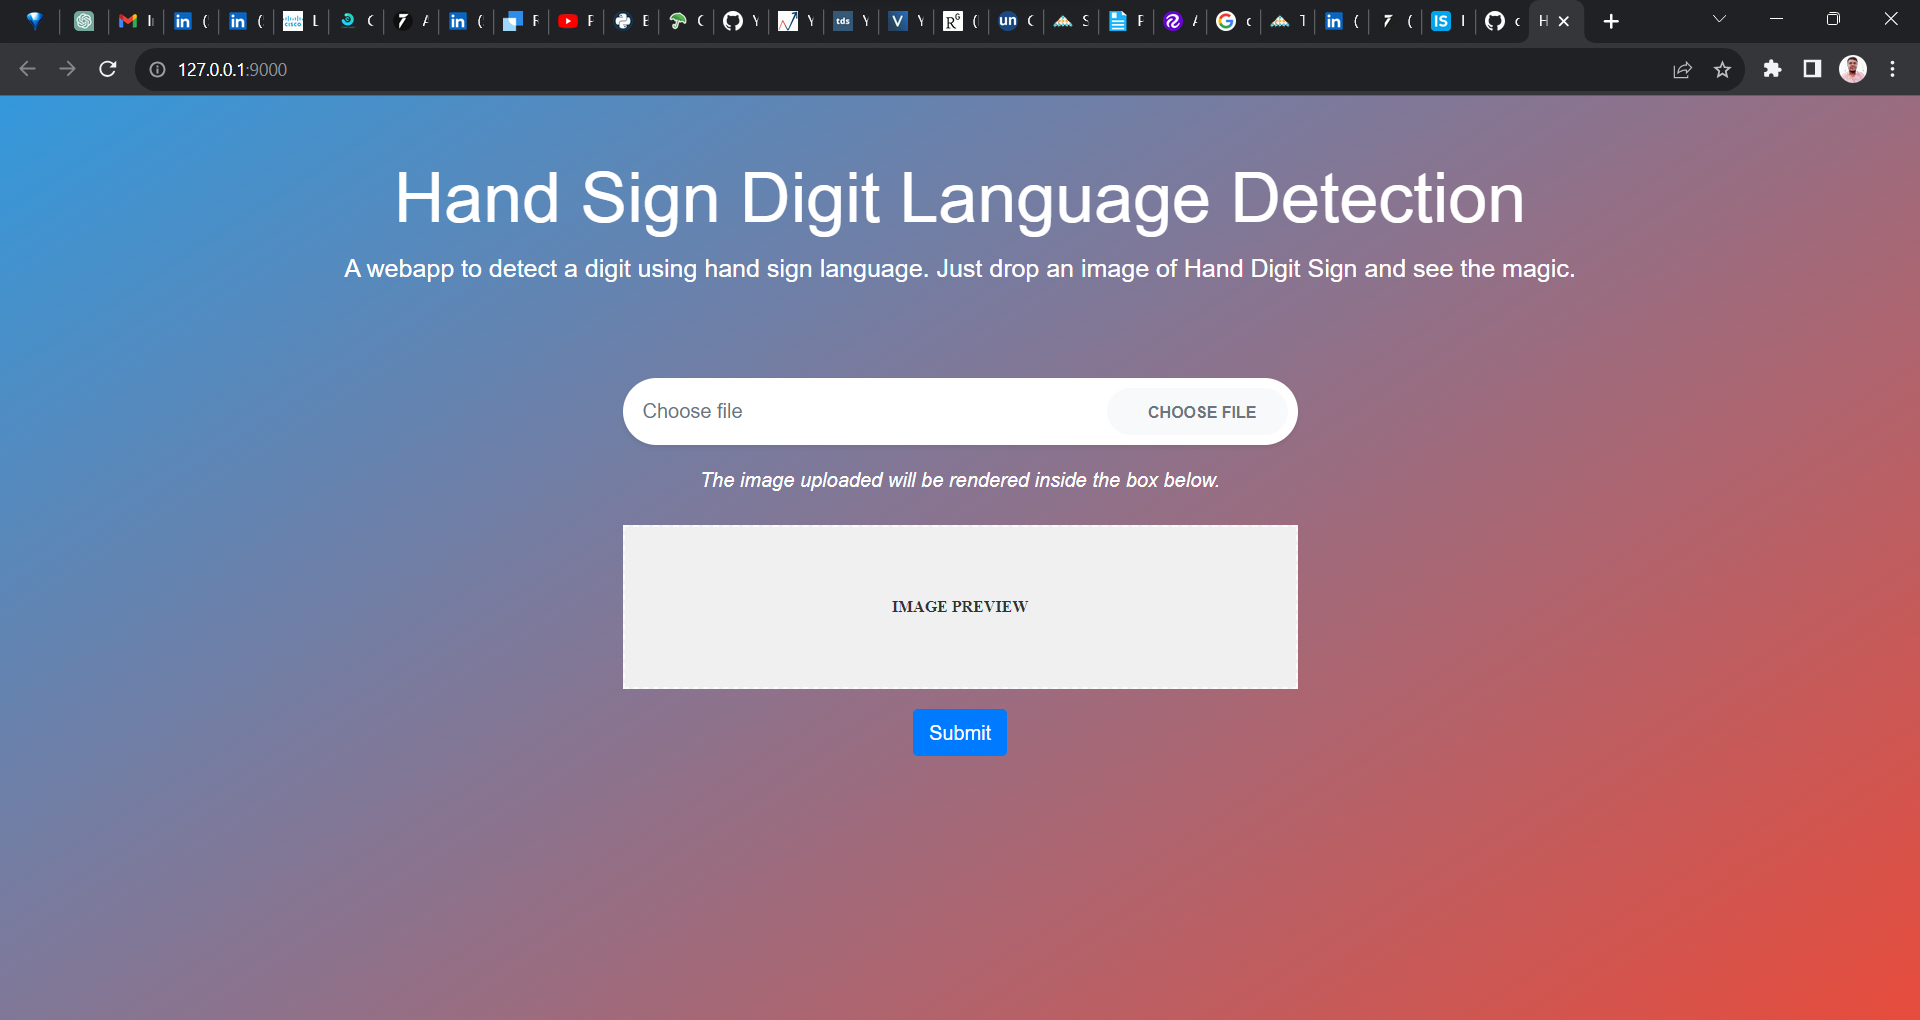 127.0.0.1:9000
Hand Sign Digit Language Detection
A webapp to detect a digit using hand sign language. Just drop an image of Hand Digit Sign and see the magic.
Choose file CHOOSE FILE
The image uploaded will be rendered inside the box below.
IMAGE PREVIEW
Submit